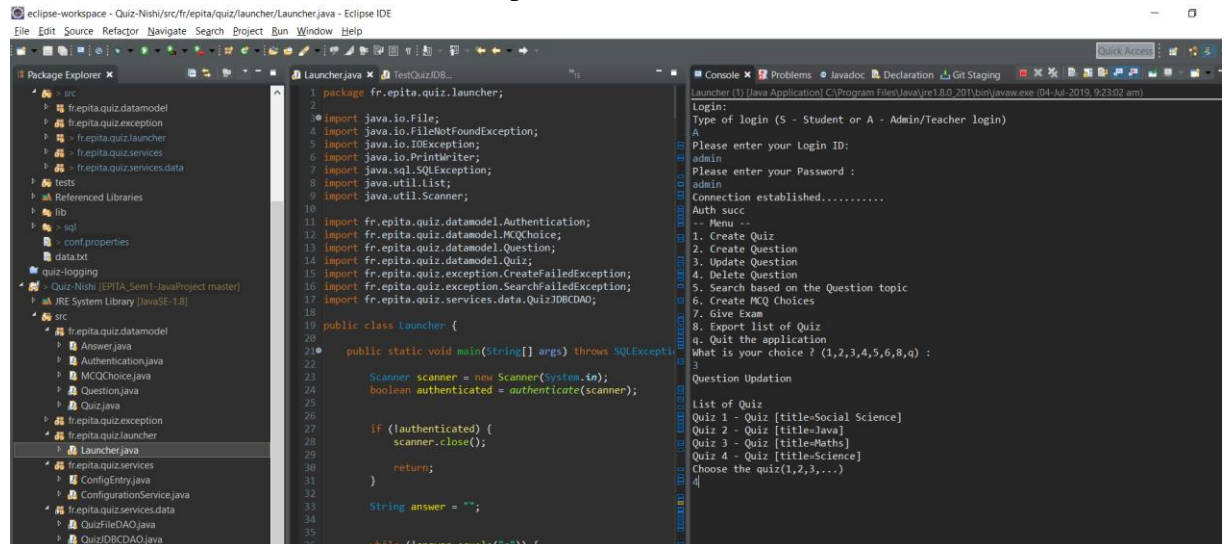 eclipse-workspace - Quiz-Nishi/src/fr/epita/quiz/launcher/Launcher.java - Eclipse IDE
File Edit Source Refactor Navigate Search Project Run Window Help
Quick Access
Package Explorer
> src
fr.epita.quiz.datamodel
fr.epita.quiz.exception
> fr.epita.quiz.launcher
> fr.epita.quiz.services
> fr.epita.quiz.services.data
tests
Referenced Libraries
lib
> sql
> conf.properties
data.txt
quiz-logging
> Quiz-Nishi [EPITA_Sem1-JavaProject master]
JRE System Library [JavaSE-1.8]
src
fr.epita.quiz.datamodel
Answer.java
Authentication.java
MCQChoice.java
Question.java
Quiz.java
fr.epita.quiz.exception
fr.epita.quiz.launcher
Launcher.java
fr.epita.quiz.services
ConfigEntry.java
ConfigurationService.java
fr.epita.quiz.services.data
QuizFileDAO.java
QuizJDBCDAO.java
Launcher.java TestQuizJDB...
1 package fr.epita.quiz.launcher;
2
3 import java.io.File;
4 import java.io.FileNotFoundException;
5 import java.io.IOException;
6 import java.io.PrintWriter;
7 import java.sql.SQLException;
8 import java.util.List;
9 import java.util.Scanner;
10
11 import fr.epita.quiz.datamodel.Authentication;
12 import fr.epita.quiz.datamodel.MCQChoice;
13 import fr.epita.quiz.datamodel.Question;
14 import fr.epita.quiz.datamodel.Quiz;
15 import fr.epita.quiz.exception.CreateFailedException;
16 import fr.epita.quiz.exception.SearchFailedException;
17 import fr.epita.quiz.services.data.QuizJDBCDAO;
18
19 public class Launcher {
20
21 public static void main(String[] args) throws SQLExcepti
22
23 Scanner scanner = new Scanner(System.in);
24 boolean authenticated = authenticate(scanner);
25
26
27 if (!authenticated) {
28 scanner.close();
29
30 return;
31 }
32
33 String answer = "";
34
35
Console Problems Javadoc Declaration Git Staging
Launcher (1) [Java Application] C:\Program Files\Java\jre1.8.0_201\bin\javaw.exe (04-Jul-2019, 9:23:02 am)
Login:
Type of login (S - Student or A - Admin/Teacher login)
A
Please enter your Login ID:
admin
Please enter your Password :
admin
Connection established...........
Auth succ
-- Menu --
1. Create Quiz
2. Create Question
3. Update Question
4. Delete Question
5. Search based on the Question topic
6. Create MCQ Choices
7. Give Exam
8. Export list of Quiz
q. Quit the application
What is your choice ? (1,2,3,4,5,6,8,q) :
3
Question Updation
List of Quiz
Quiz 1 - Quiz [title=Social Science]
Quiz 2 - Quiz [title=Java]
Quiz 3 - Quiz [title=Maths]
Quiz 4 - Quiz [title=Science]
Choose the quiz(1,2,3,...)
4